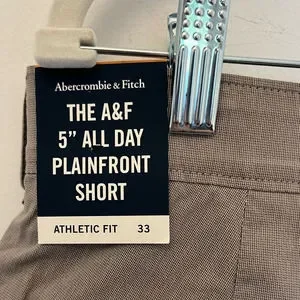 Abercrombie & Fitch
THE A&F
5” ALL DAY
PLAINFRONT
SHORT
ATHLETIC FIT 33